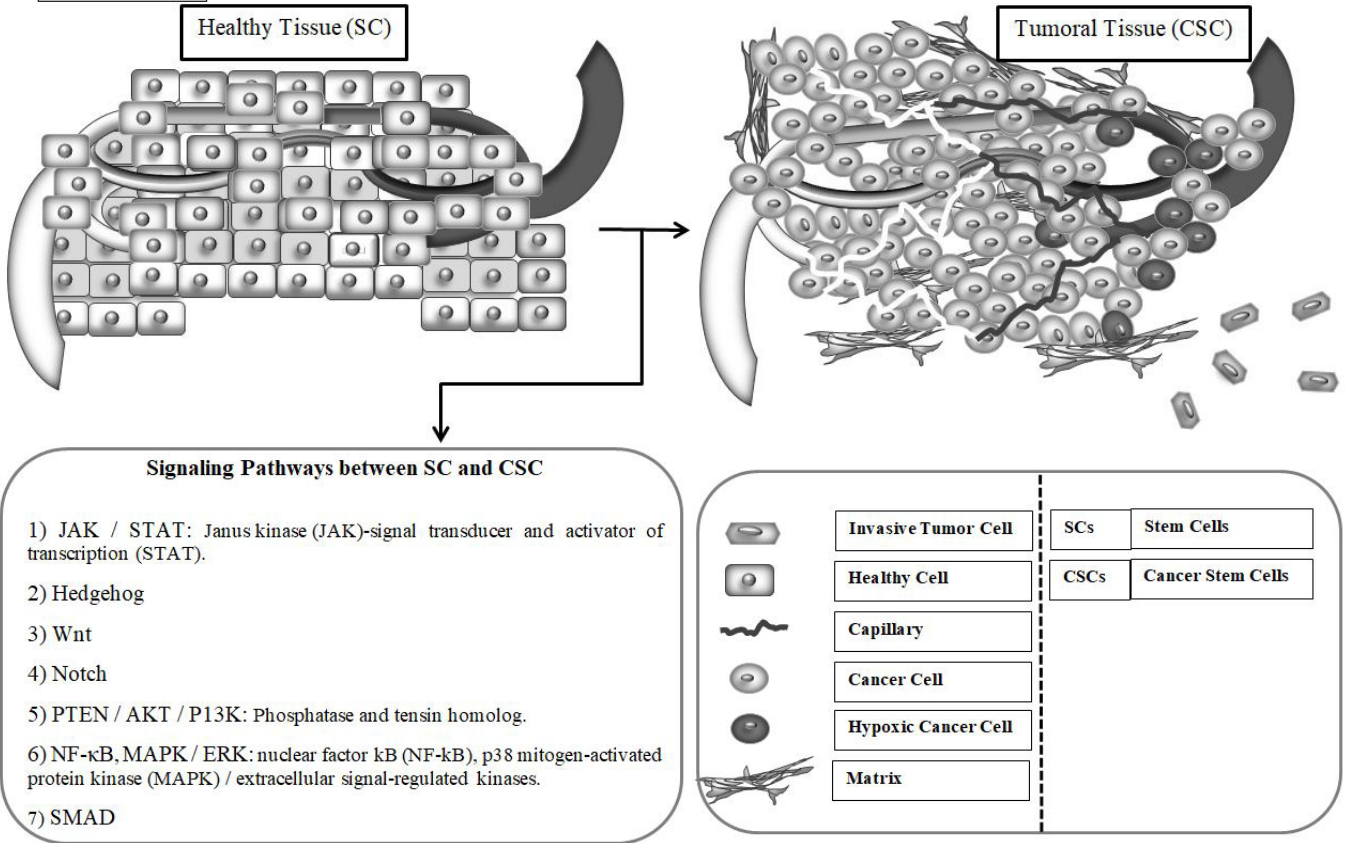 Healthy Tissue (SC)
Tumoral Tissue (CSC)
Signaling Pathways between SC and CSC
1) JAK / STAT: Janus kinase (JAK)-signal transducer and activator of
transcription (STAT).
2) Hedgehog
3) Wnt
4) Notch
5) PTEN / AKT / P13K: Phosphatase and tensin homolog.
6) NF-κB, MAPK / ERK: nuclear factor kB (NF-kB), p38 mitogen-activated
protein kinase (MAPK) / extracellular signal-regulated kinases.
7) SMAD
Invasive Tumor Cell
Healthy Cell
Capillary
Cancer Cell
Hypoxic Cancer Cell
Matrix
SCs Stem Cells
CSCs Cancer Stem Cells